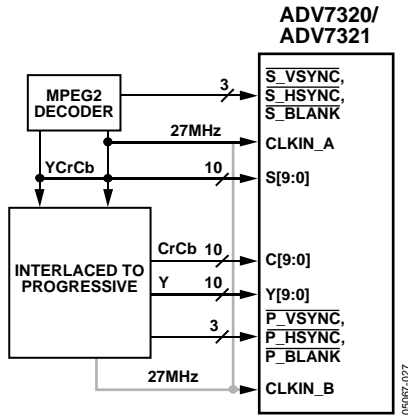 ADV7320/
ADV7321
MPEG2
DECODER
3
S_VSYNC,
S_HSYNC,
S_BLANK
27MHz
CLKIN_A
YCrCb
10
S[9:0]
INTERLACED TO
PROGRESSIVE
CrCb 10
C[9:0]
Y 10
Y[9:0]
3
P_VSYNC,
P_HSYNC,
P_BLANK
27MHz
CLKIN_B
05067-027